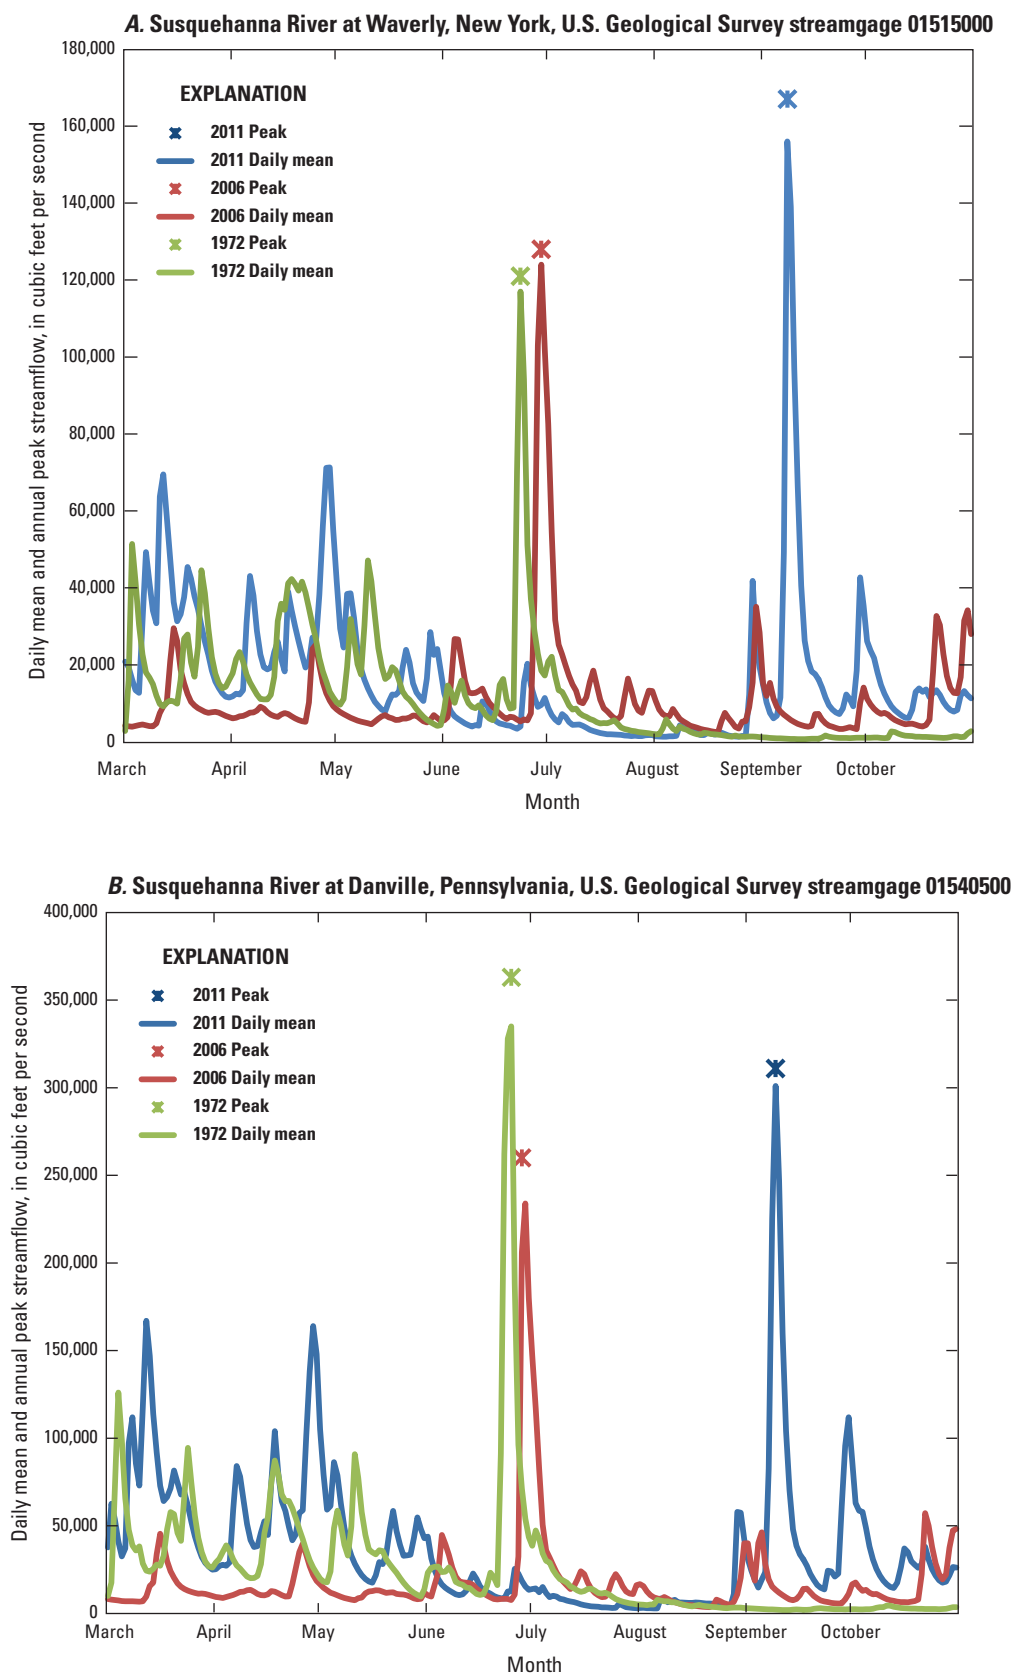 A. Susquehanna River at Waverly, New York, U.S. Geological Survey streamgage 01515000
Daily mean and annual peak streamflow, in cubic feet per second
180,000
160,000
140,000
120,000
100,000
80,000
60,000
40,000
20,000
0
EXPLANATION
2011 Peak
2011 Daily mean
2006 Peak
2006 Daily mean
1972 Peak
1972 Daily mean
March April May June July August September October
Month
B. Susquehanna River at Danville, Pennsylvania, U.S. Geological Survey streamgage 01540500
Daily mean and annual peak streamflow, in cubic feet per second
400,000
350,000
300,000
250,000
200,000
150,000
100,000
50,000
0
EXPLANATION
2011 Peak
2011 Daily mean
2006 Peak
2006 Daily mean
1972 Peak
1972 Daily mean
March April May June July August September October
Month